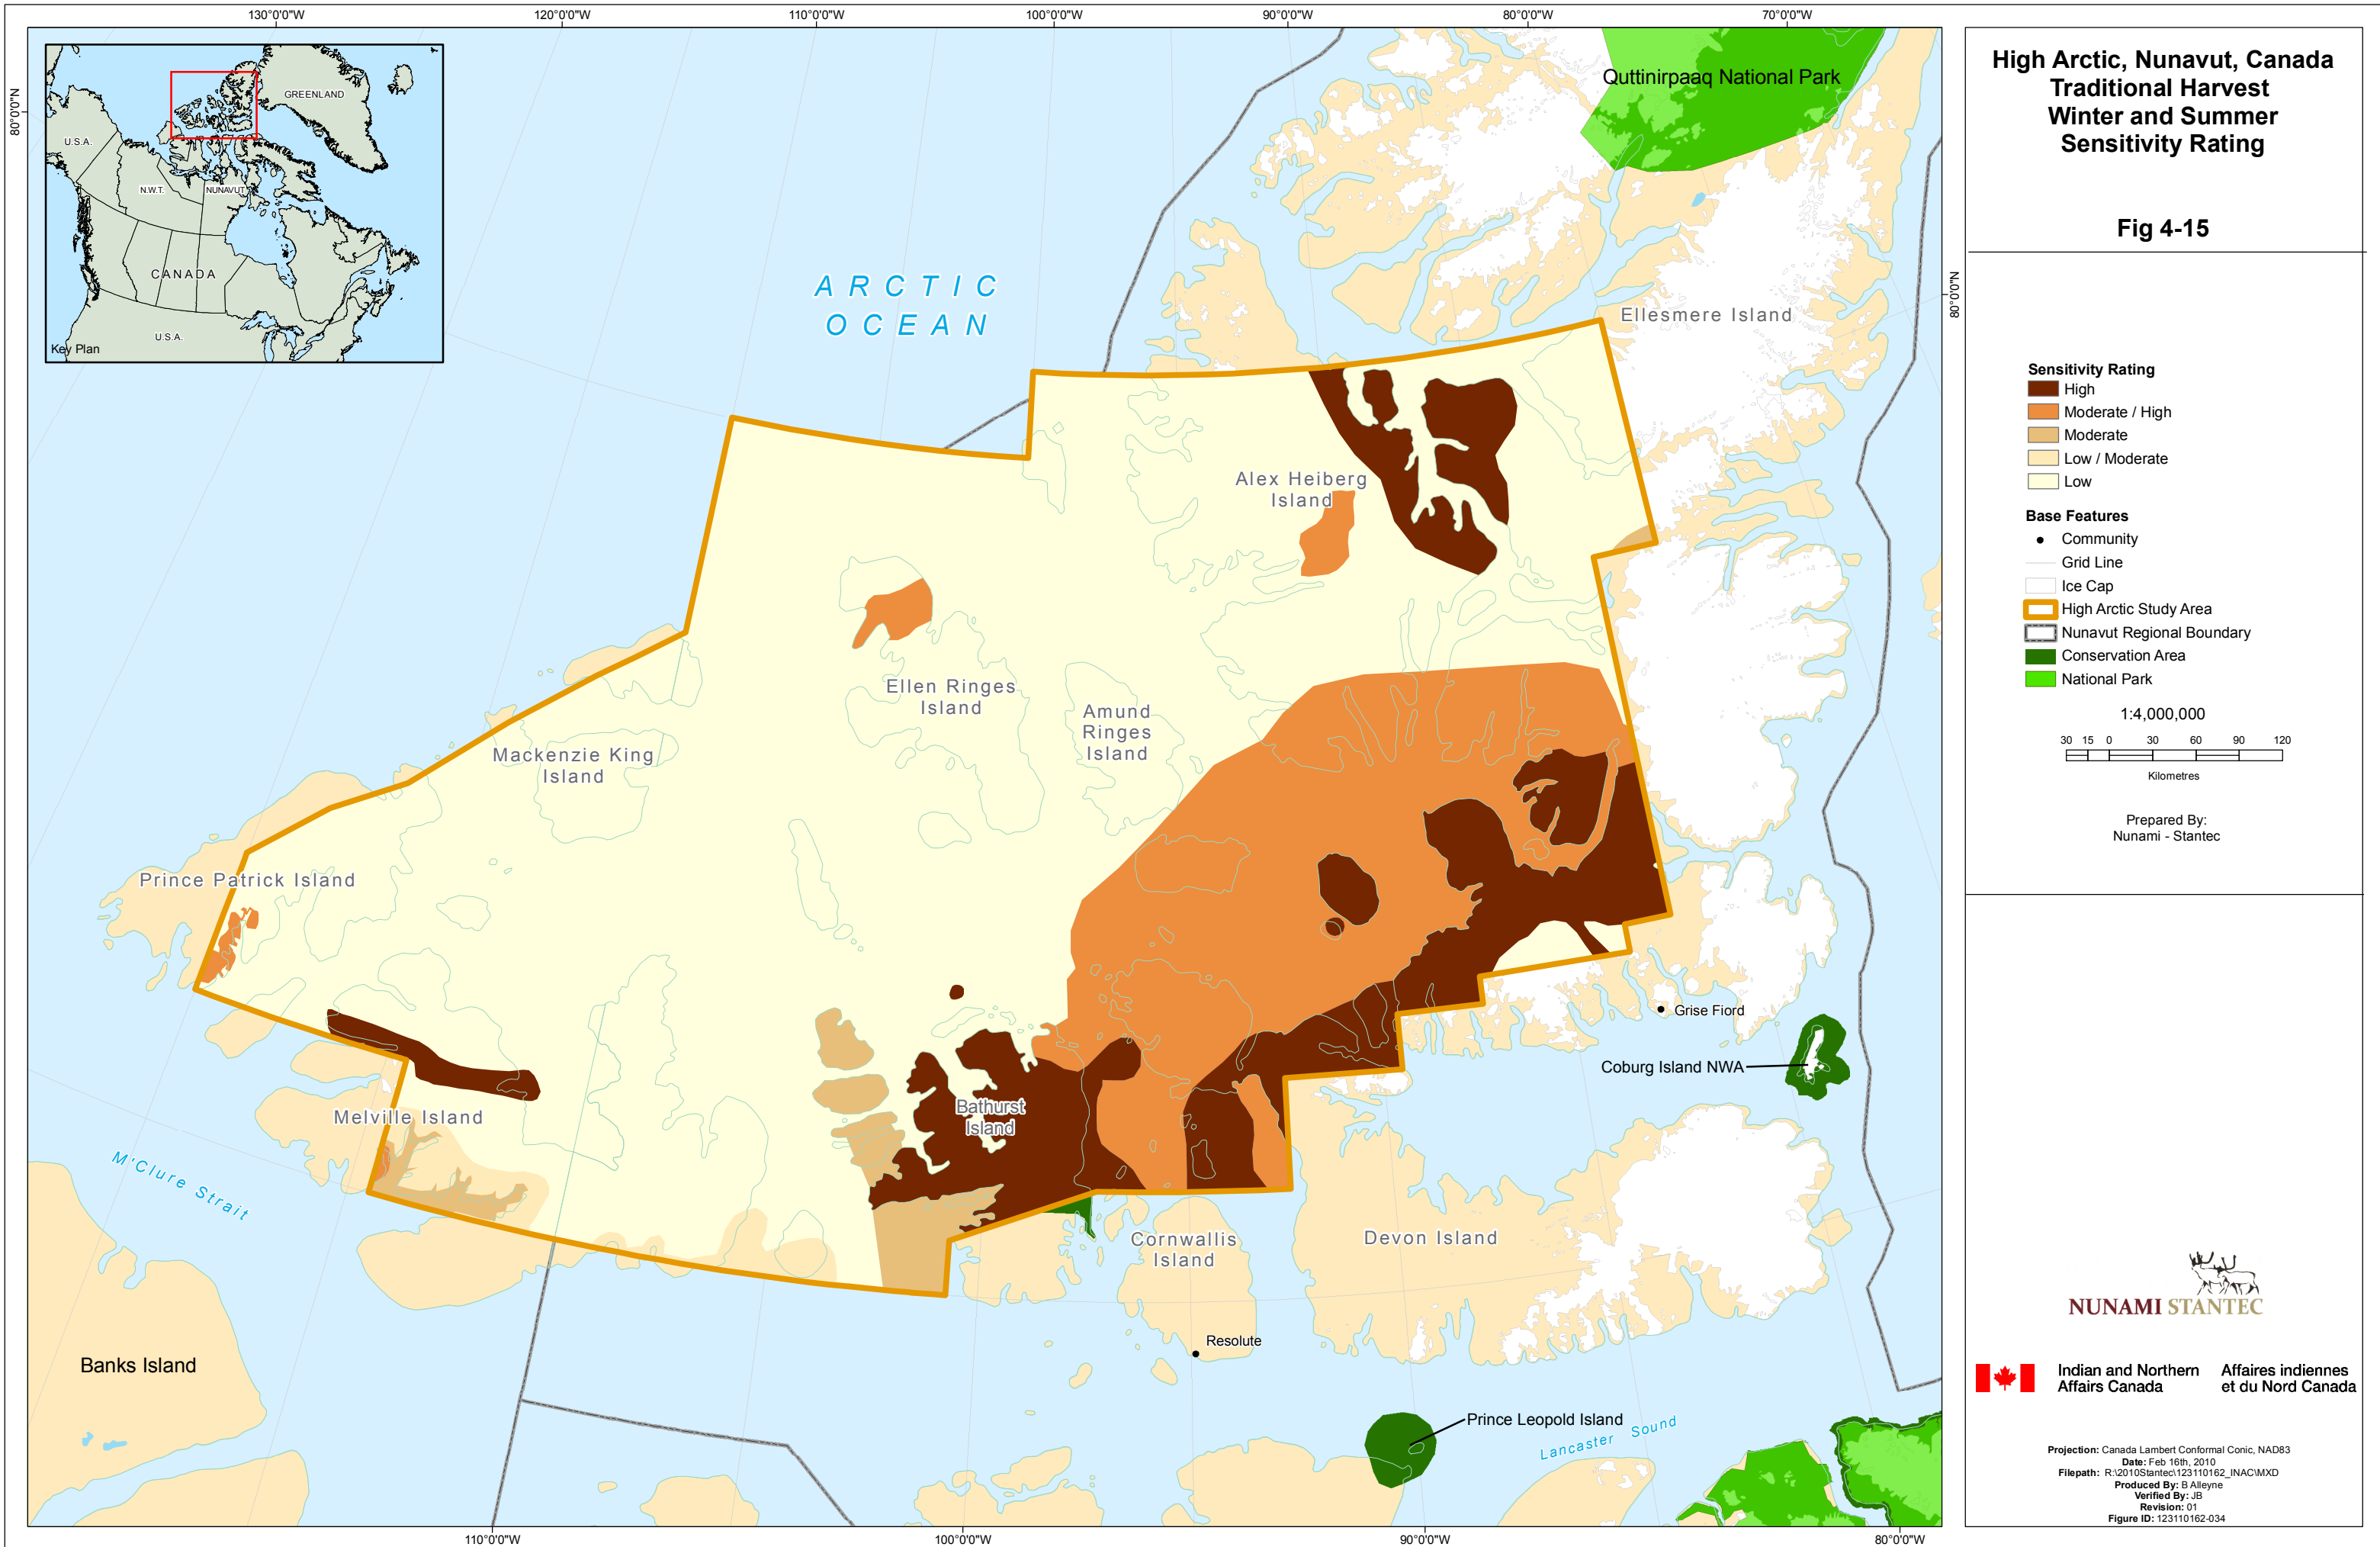 130°0'0"W
120°0'0"W
110°0'0"W
100°0'0"W
90°0'0"W
80°0'0"W
70°0'0"W
80°0'0"N
80°0'0"N
110°0'0"W
100°0'0"W
90°0'0"W
80°0'0"W
GREENLAND
U.S.A.
N.W.T.
NUNAVUT
CANADA
U.S.A.
Key Plan
ARCTIC
OCEAN
Quttinirpaaq National Park
Ellesmere Island
Alex Heiberg
Island
Ellen Ringes
Island
Amund
Ringes
Island
Mackenzie King
Island
Prince Patrick Island
Melville Island
Bathurst
Island
Grise Fiord
Coburg Island NWA
M'Clure Strait
Cornwallis
Island
Devon Island
Resolute
Banks Island
Prince Leopold Island
Lancaster Sound
High Arctic, Nunavut, Canada
Traditional Harvest
Winter and Summer
Sensitivity Rating
Fig 4-15
Sensitivity Rating
High
Moderate / High
Moderate
Low / Moderate
Low
Base Features
Community
Grid Line
Ice Cap
High Arctic Study Area
Nunavut Regional Boundary
Conservation Area
National Park
1:4,000,000
30 15 0 30 60 90 120
Kilometres
Prepared By:
Nunami - Stantec
NUNAMI STANTEC
Indian and Northern Affaires indiennes
Affairs Canada et du Nord Canada
Projection: Canada Lambert Conformal Conic, NAD83
Date: Feb 16th, 2010
Filepath: R:\2010Stantec\123110162_INAC\MXD
Produced By: B Alleyne
Verified By: JB
Revision: 01
Figure ID: 123110162-034